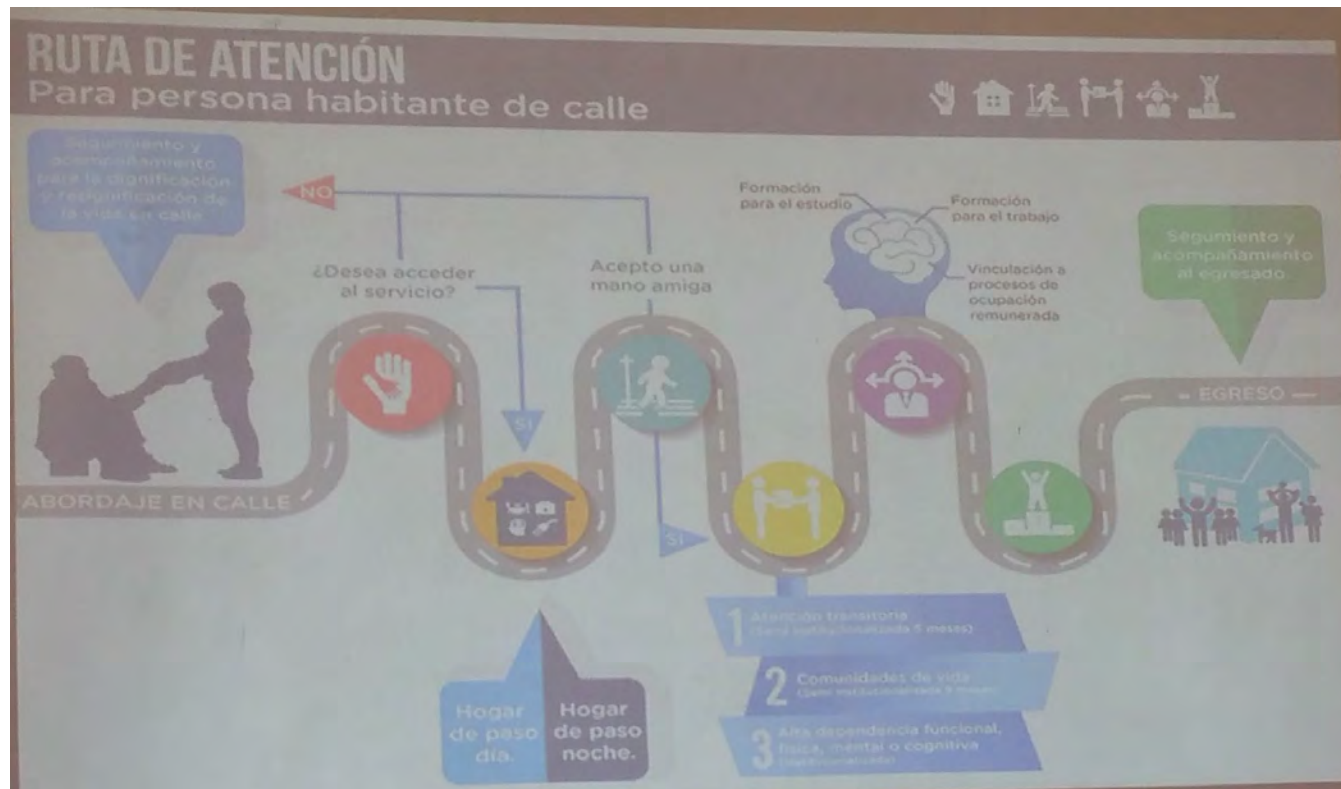 RUTA DE ATENCIÓN
Para persona habitante de calle
Seguimiento y
acompañamiento
para la dignificación
y resignificación de
la vida en calle
NO
¿Desea acceder
al servicio?
SI
Acepto una
mano amiga
SI
Formación
para el estudio
Formación
para el trabajo
Vinculación a
procesos de
ocupación
remunerada
Seguimiento y
acompañamiento
al egresado.
EGRESO
ABORDAJE EN CALLE
Hogar
de paso
día.
Hogar
de paso
noche.
1
Atención transitoria
2
Comunidades de vida
3
Alta dependencia funcional,
física, mental o cognitiva